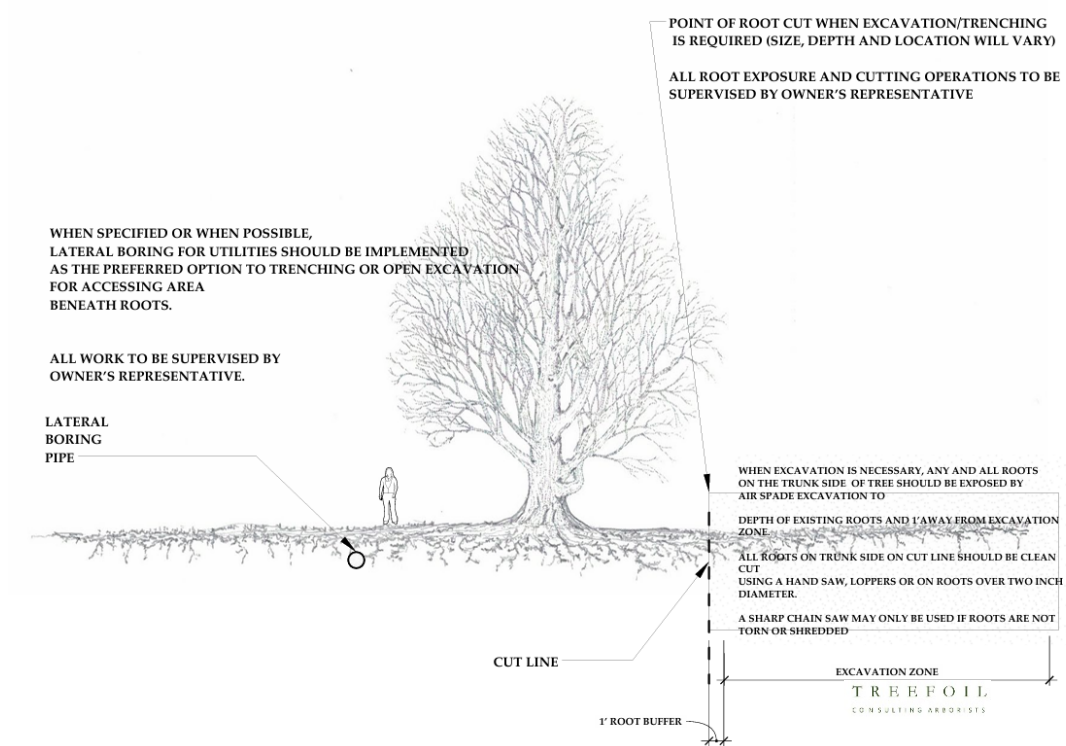 POINT OF ROOT CUT WHEN EXCAVATION/TRENCHING
IS REQUIRED (SIZE, DEPTH AND LOCATION WILL VARY)
ALL ROOT EXPOSURE AND CUTTING OPERATIONS TO BE
SUPERVISED BY OWNER'S REPRESENTATIVE
WHEN SPECIFIED OR WHEN POSSIBLE,
LATERAL BORING FOR UTILITIES SHOULD BE IMPLEMENTED
AS THE PREFERRED OPTION TO TRENCHING OR OPEN EXCAVATION
FOR ACCESSING AREA
BENEATH ROOTS.
ALL WORK TO BE SUPERVISED BY
OWNER'S REPRESENTATIVE.
LATERAL
BORING
PIPE
WHEN EXCAVATION IS NECESSARY, ANY AND ALL ROOTS
ON THE TRUNK SIDE OF TREE SHOULD BE EXPOSED BY
AIR SPADE EXCAVATION TO
DEPTH OF EXISTING ROOTS AND 1'AWAY FROM EXCAVATION
ZONE
ALL ROOTS ON TRUNK SIDE ON CUT LINE SHOULD BE CLEAN
CUT
USING A HAND SAW, LOPPERS OR ON ROOTS OVER TWO INCH
DIAMETER.
A SHARP CHAIN SAW MAY ONLY BE USED IF ROOTS ARE NOT
TORN OR SHREDDED
CUT LINE
EXCAVATION ZONE
TREEFOIL
CONSULTING ARBORISTS
1' ROOT BUFFER